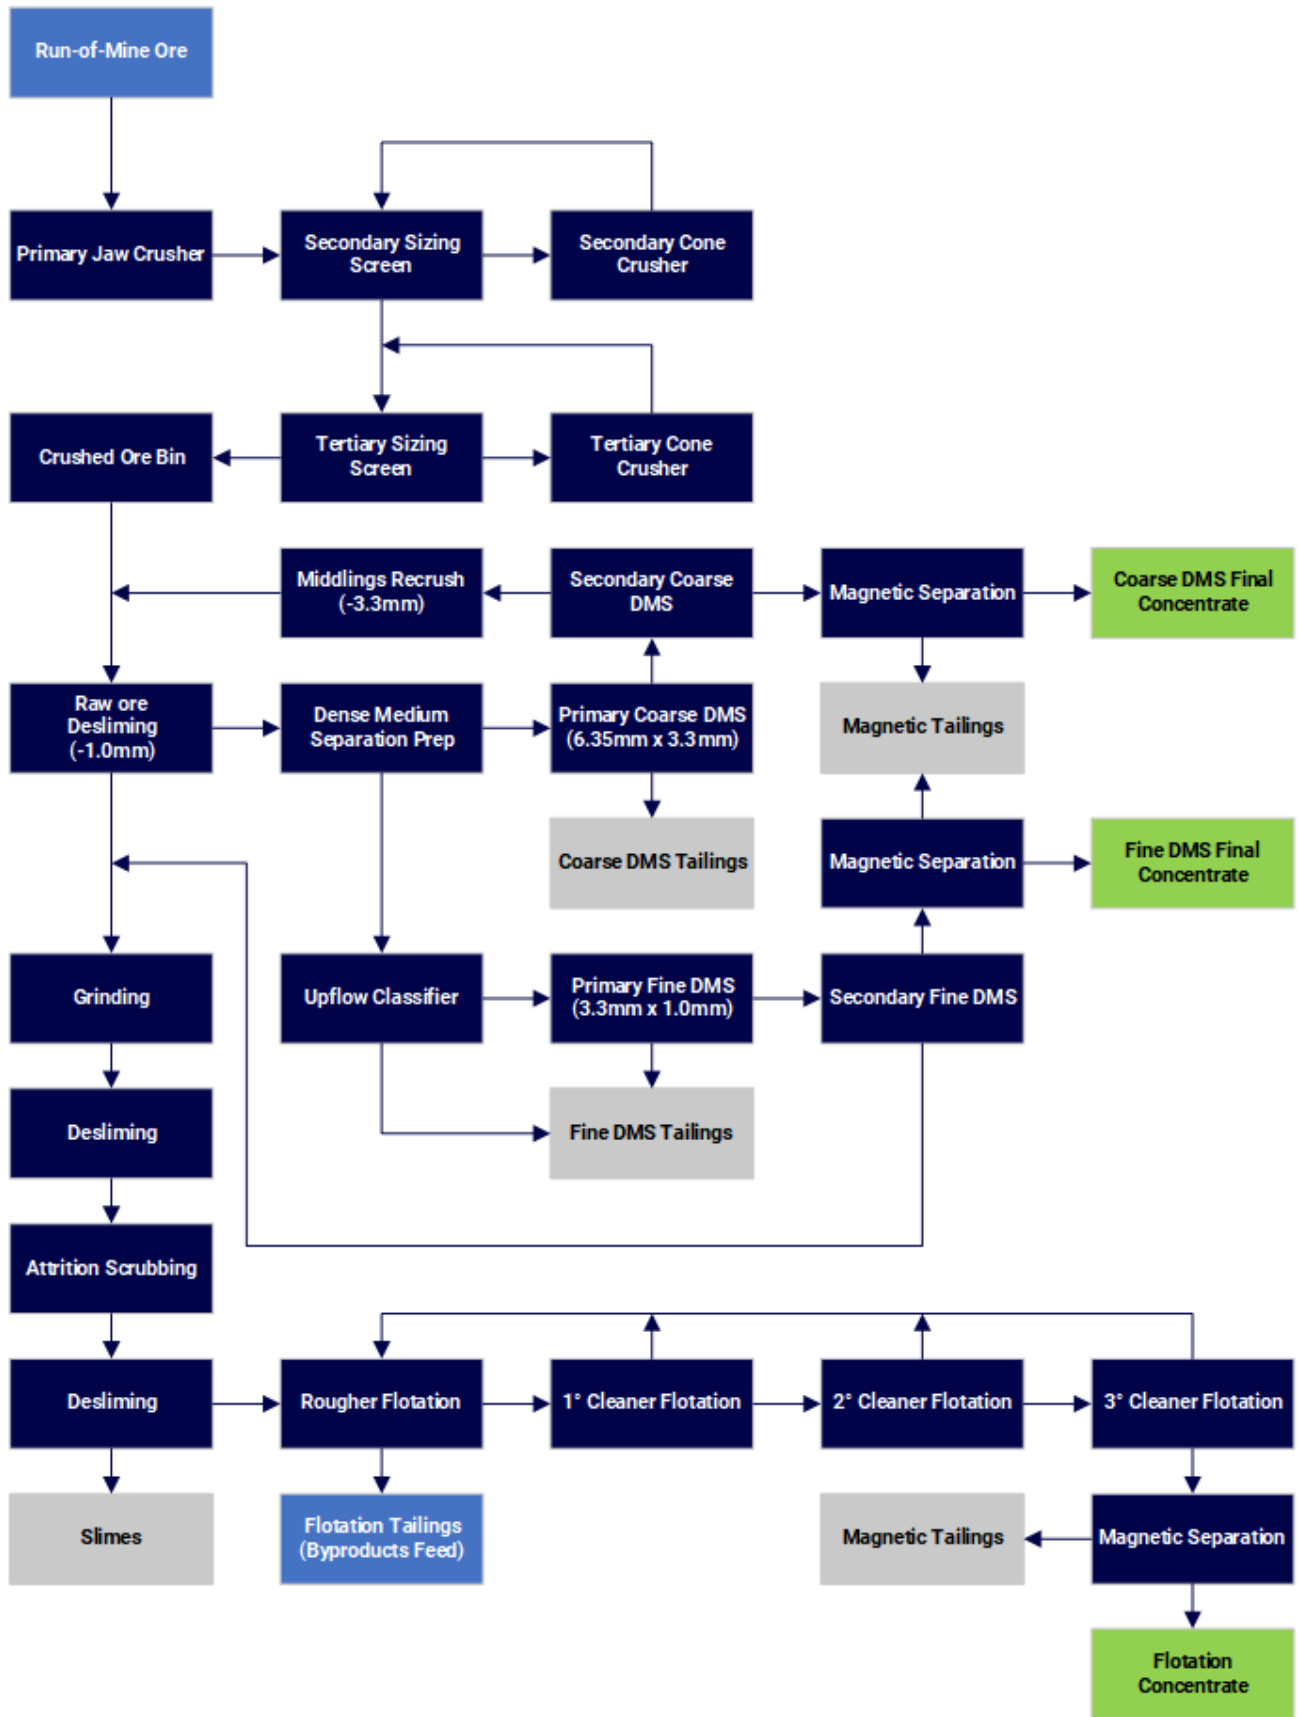 Run-of-Mine Ore
Primary Jaw Crusher
Secondary Sizing
Screen
Secondary Cone
Crusher
Crushed Ore Bin
Tertiary Sizing
Screen
Tertiary Cone
Crusher
Middlings Recrush
(-3.3mm)
Secondary Coarse
DMS
Magnetic Separation
Coarse DMS Final
Concentrate
Raw ore
Desliming
(-1.0mm)
Dense Medium
Separation Prep
Primary Coarse DMS
(6.35mm x 3.3mm)
Magnetic Tailings
Coarse DMS Tailings
Magnetic Separation
Fine DMS Final
Concentrate
Grinding
Upflow Classifier
Primary Fine DMS
(3.3mm x 1.0mm)
Secondary Fine DMS
Desliming
Fine DMS Tailings
Attrition Scrubbing
Desliming
Rougher Flotation
1° Cleaner Flotation
2° Cleaner Flotation
3° Cleaner Flotation
Slimes
Flotation Tailings
(Byproducts Feed)
Magnetic Tailings
Magnetic Separation
Flotation
Concentrate